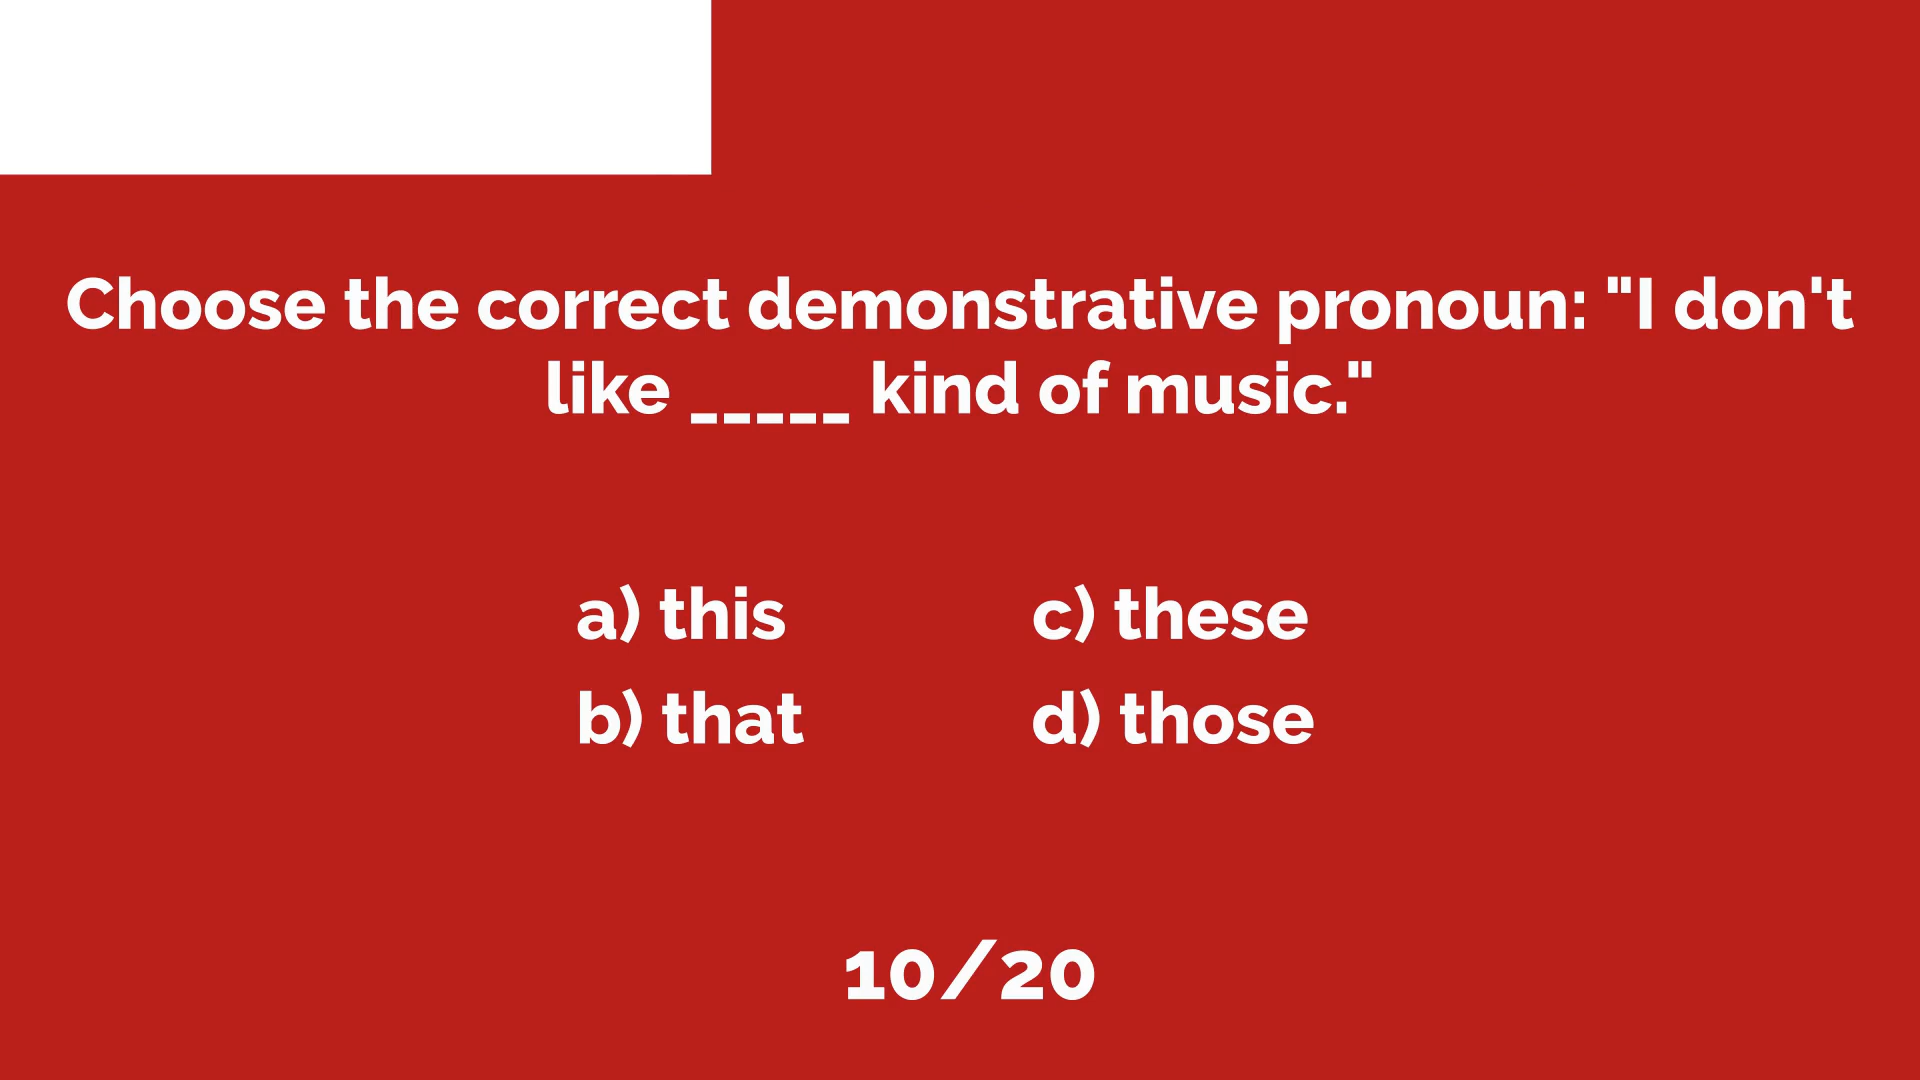 Choose the correct demonstrative pronoun: "I don't
like _____ kind of music."
a) this
b) that
c) these
d) those
10/20